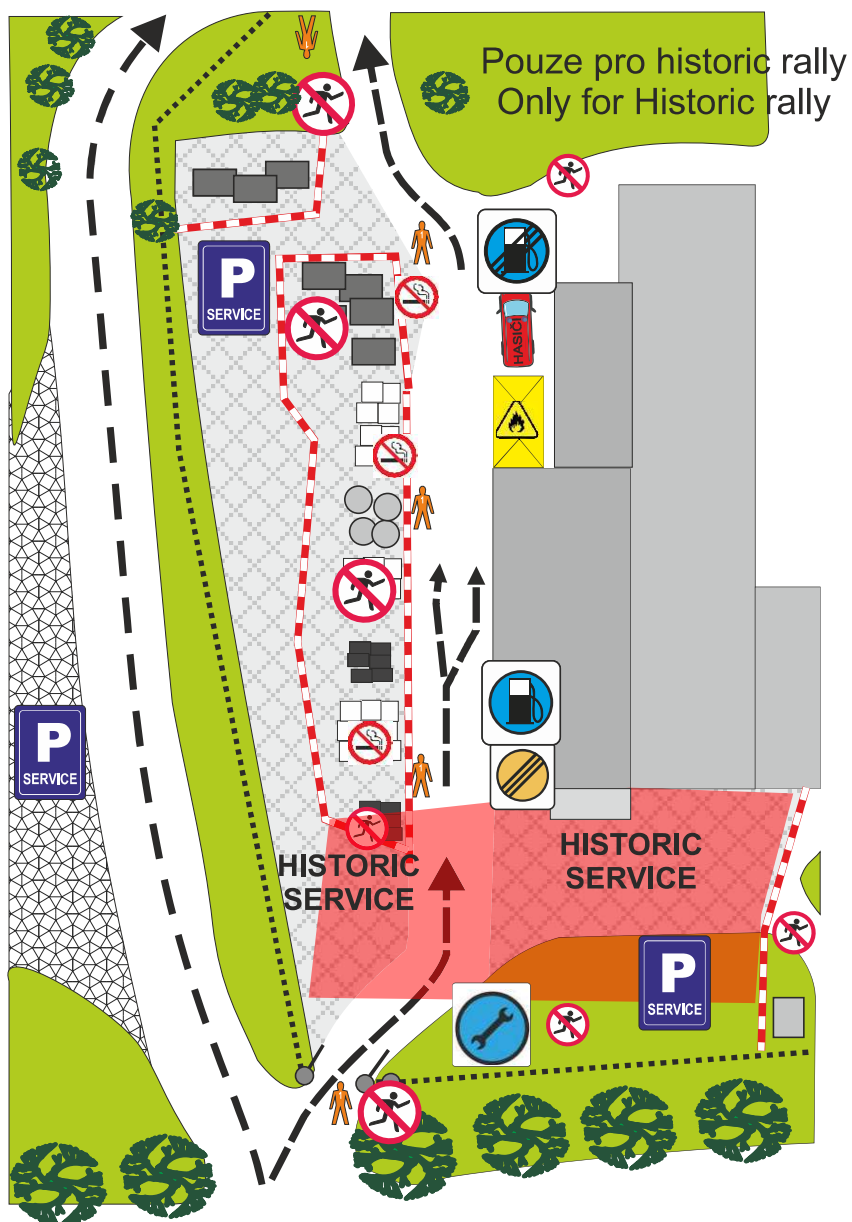 Pouze pro historic rally
Only for Historic rally
P
SERVICE
HASIČI
P
SERVICE
HISTORIC
SERVICE
HISTORIC
SERVICE
P
SERVICE